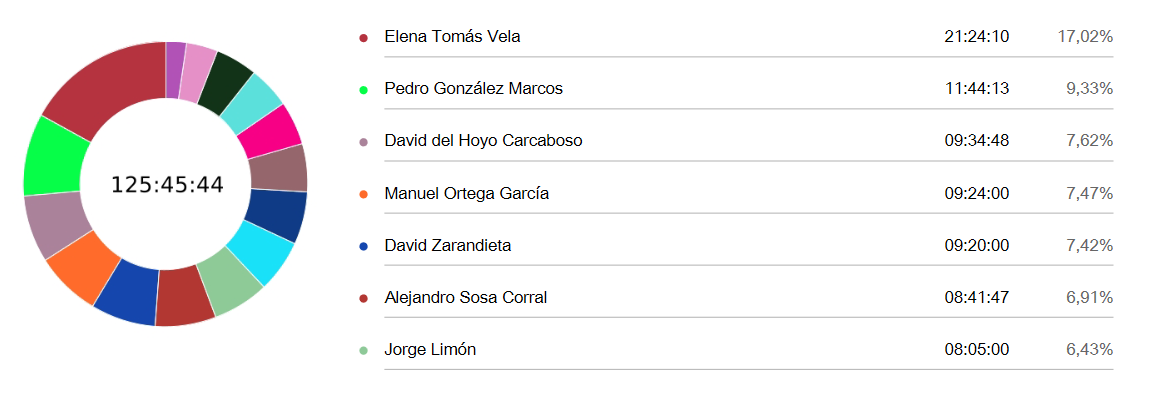 125:45:44
Elena Tomás Vela 21:24:10 17,02%
Pedro González Marcos 11:44:13 9,33%
David del Hoyo Carcaboso 09:34:48 7,62%
Manuel Ortega García 09:24:00 7,47%
David Zarandieta 09:20:00 7,42%
Alejandro Sosa Corral 08:41:47 6,91%
Jorge Limón 08:05:00 6,43%